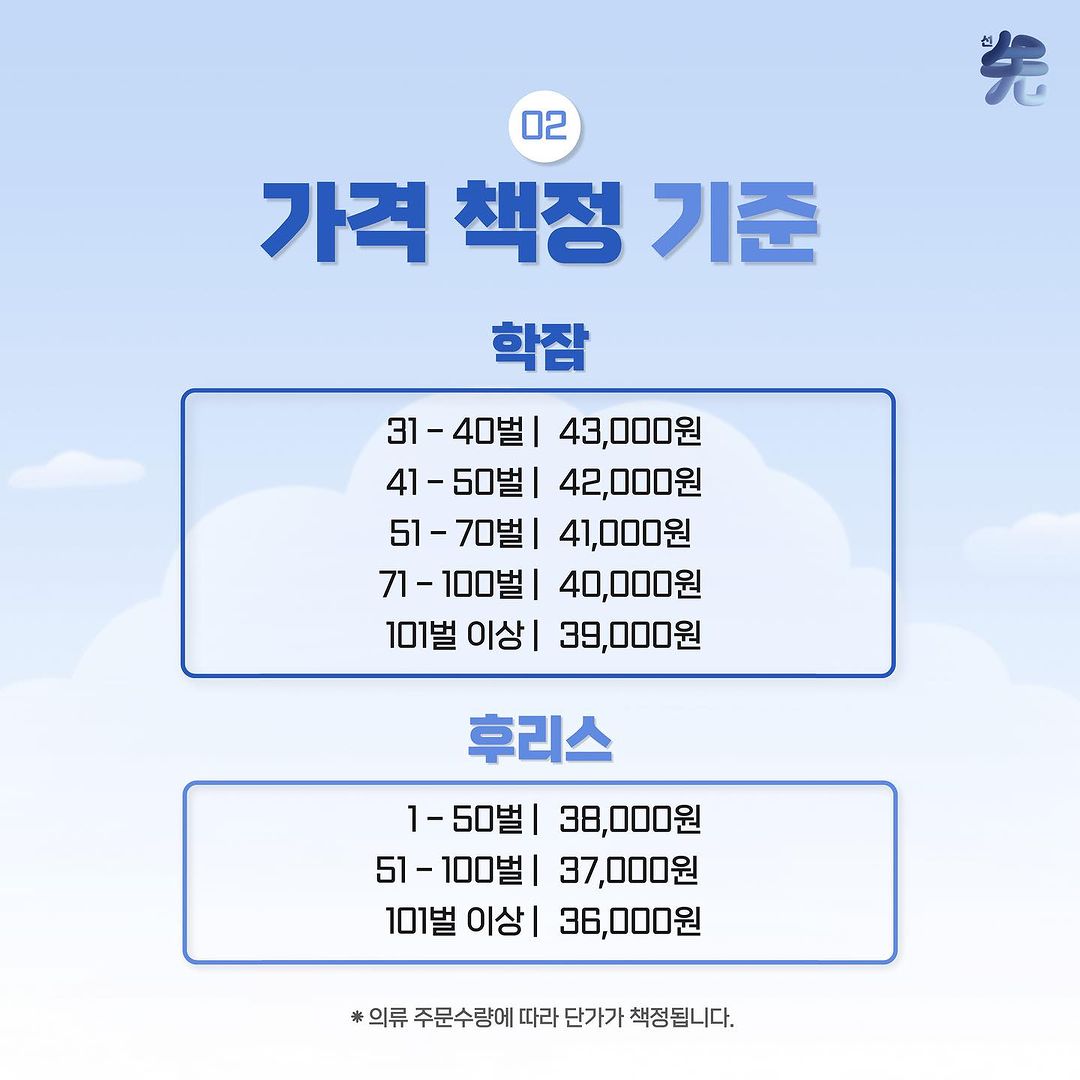 선 先
02
가격 책정 기준
학잠
31 - 40벌 | 43,000원
41 - 50벌 | 42,000원
51 - 70벌 | 41,000원
71 - 100벌 | 40,000원
101벌 이상 | 39,000원
후리스
1 - 50벌 | 38,000원
51 - 100벌 | 37,000원
101벌 이상 | 36,000원
* 의류 주문수량에 따라 단가가 책정됩니다.